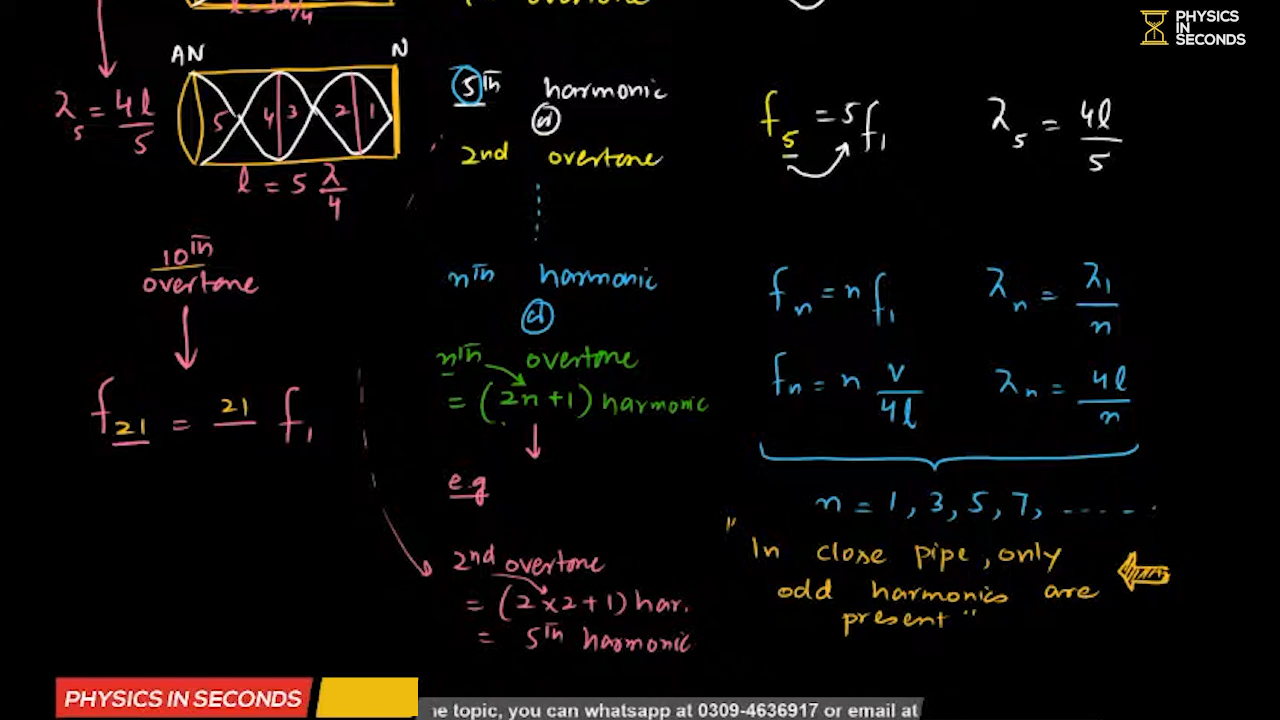 l = 3λ/4
overtone
PHYSICS
IN
SECONDS
AN
N
λ₅ = 4l/5
5 4 3 2 1
l = 5 λ/4
5th harmonic
or
2nd overtone
f₅ = 5f₁
λ₅ = 4l/5
10th
overtone
f₂₁ = 21 f₁
nth harmonic
or
nth overtone
= (2n+1) harmonic
e.g
2nd overtone
= (2×2+1) har.
= 5th harmonic
fₙ = n f₁
λₙ = λ₁/n
fₙ = n v/4l
λₙ = 4l/n
n = 1, 3, 5, 7, ......
" In close pipe, only
odd harmonics are
present "
PHYSICS IN SECONDS
he topic, you can whatsapp at 0309-4636917 or email at